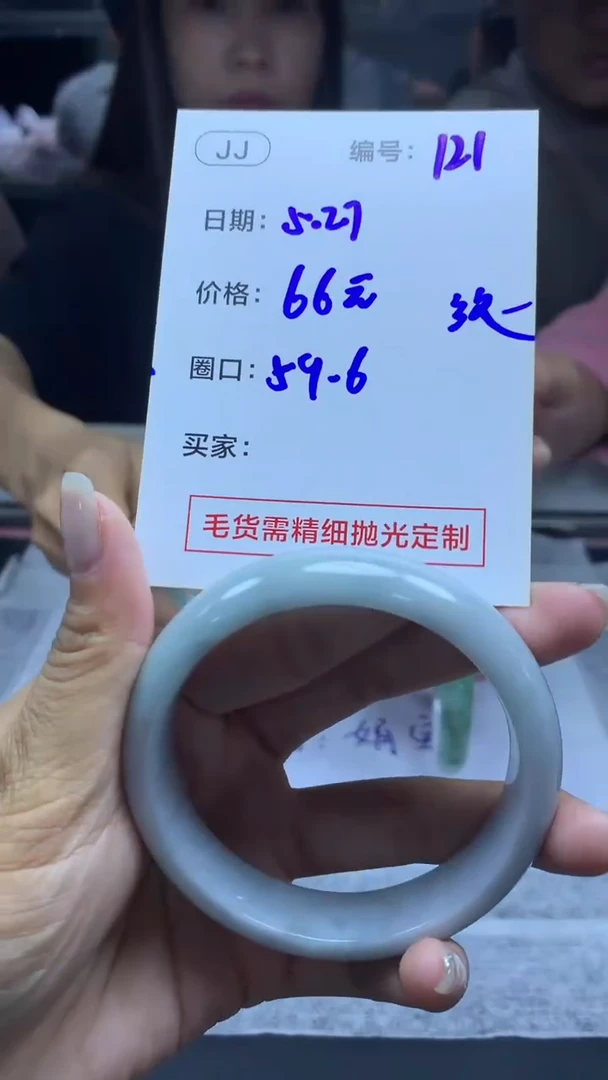 JJ 编号: 121
日期: 5.27
价格: 66元
圈口: 59.6
买家:
毛货需精细抛光定制